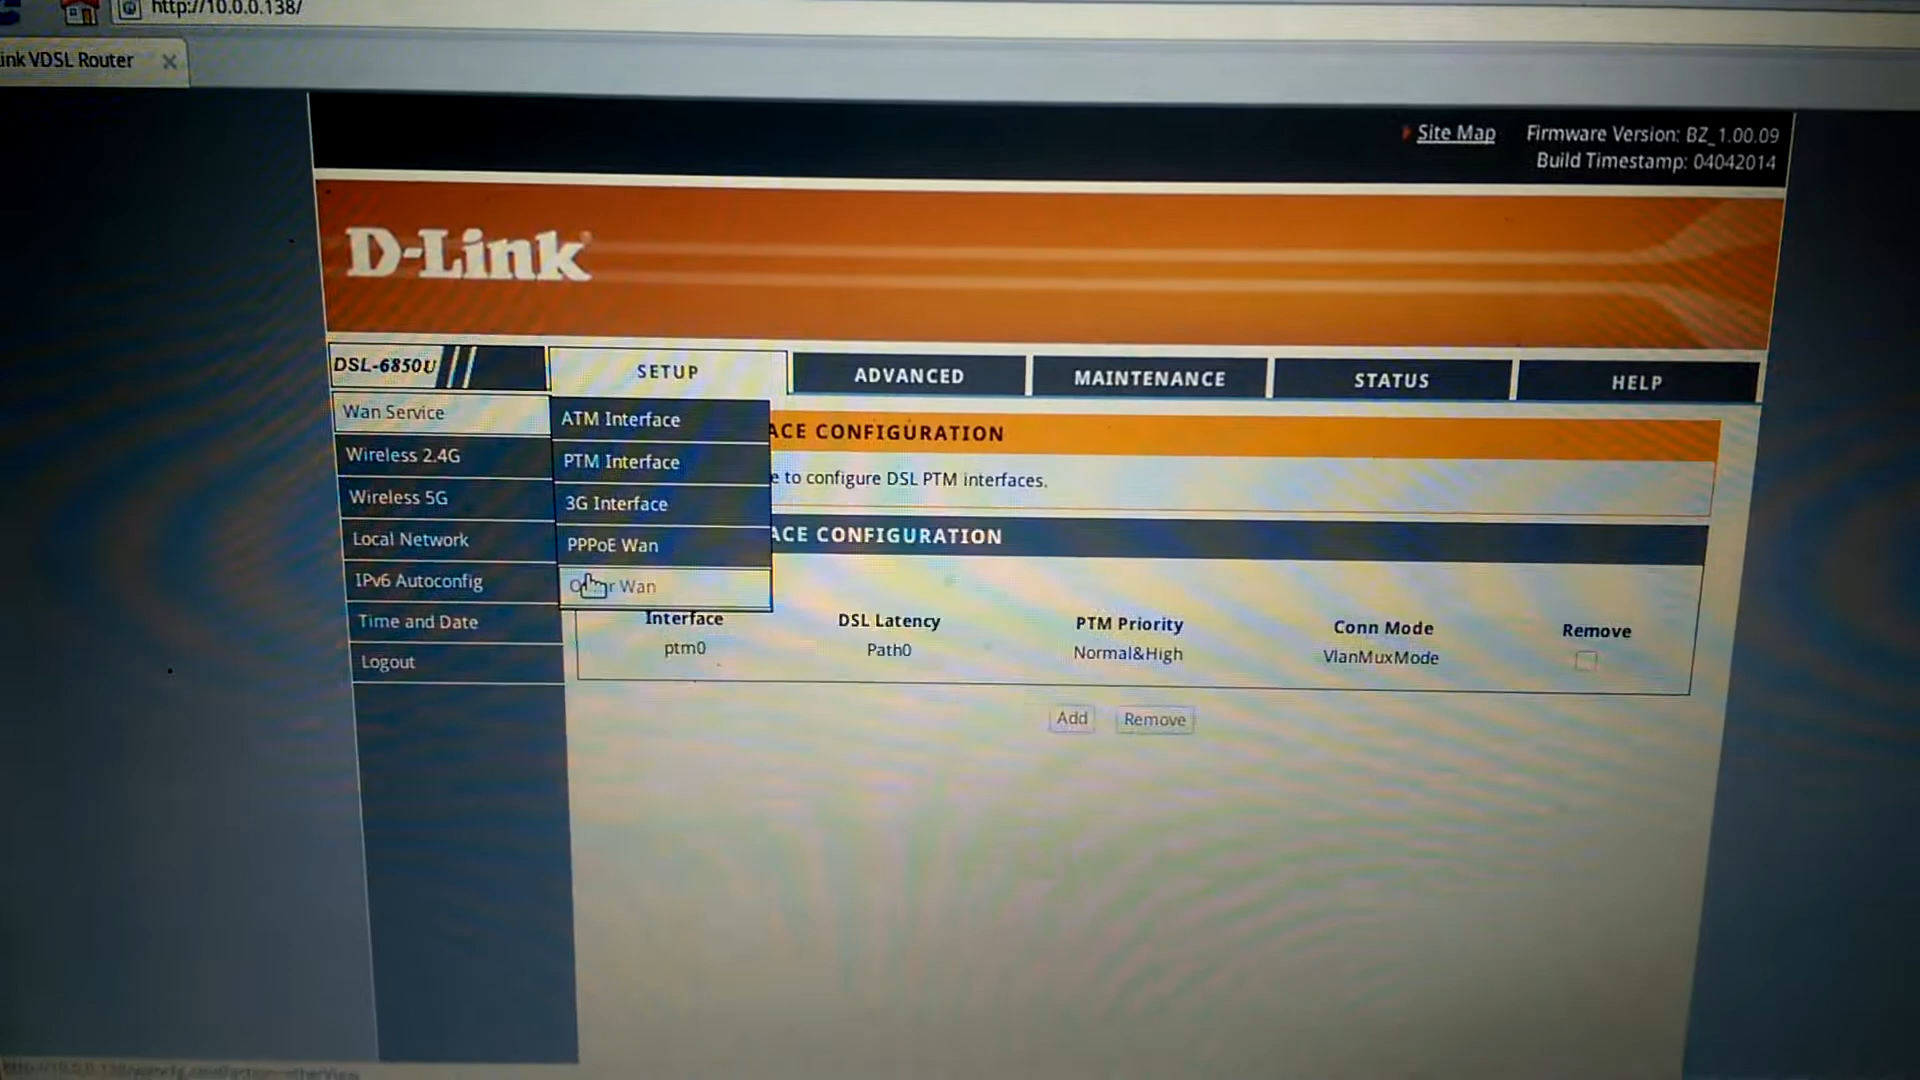 http://10.0.0.138/
ink VDSL Router
Site Map
Firmware Version: BZ_1.00.09
Build Timestamp: 04042014
D-Link
DSL-6850U
SETUP
ADVANCED
MAINTENANCE
STATUS
HELP
Wan Service
Wireless 2.4G
Wireless 5G
Local Network
IPv6 Autoconfig
Time and Date
Logout
ATM Interface
PTM Interface
3G Interface
PPPoE Wan
Wan
ACE CONFIGURATION
e to configure DSL PTM interfaces.
ACE CONFIGURATION
Interface DSL Latency PTM Priority Conn Mode Remove
ptm0 Path0 Normal&High VlanMuxMode
Add Remove